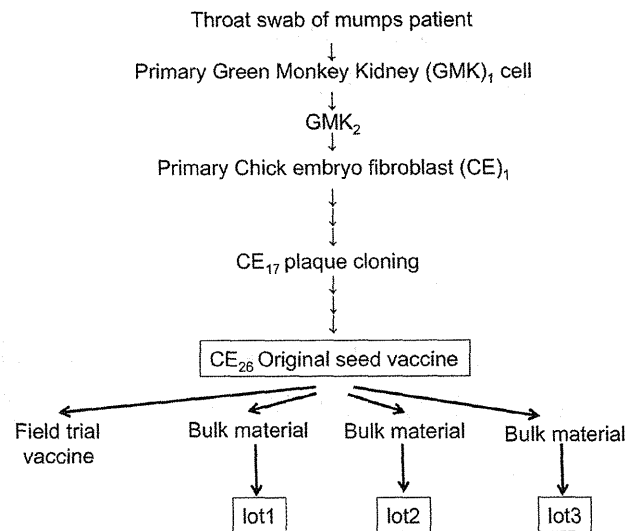 Throat swab of mumps patient
Primary Green Monkey Kidney (GMK)₁ cell
GMK₂
Primary Chick embryo fibroblast (CE)₁
CE₁₇ plaque cloning
CE₂₆ Original seed vaccine
Field trial vaccine
Bulk material
Bulk material
Bulk material
lot1
lot2
lot3